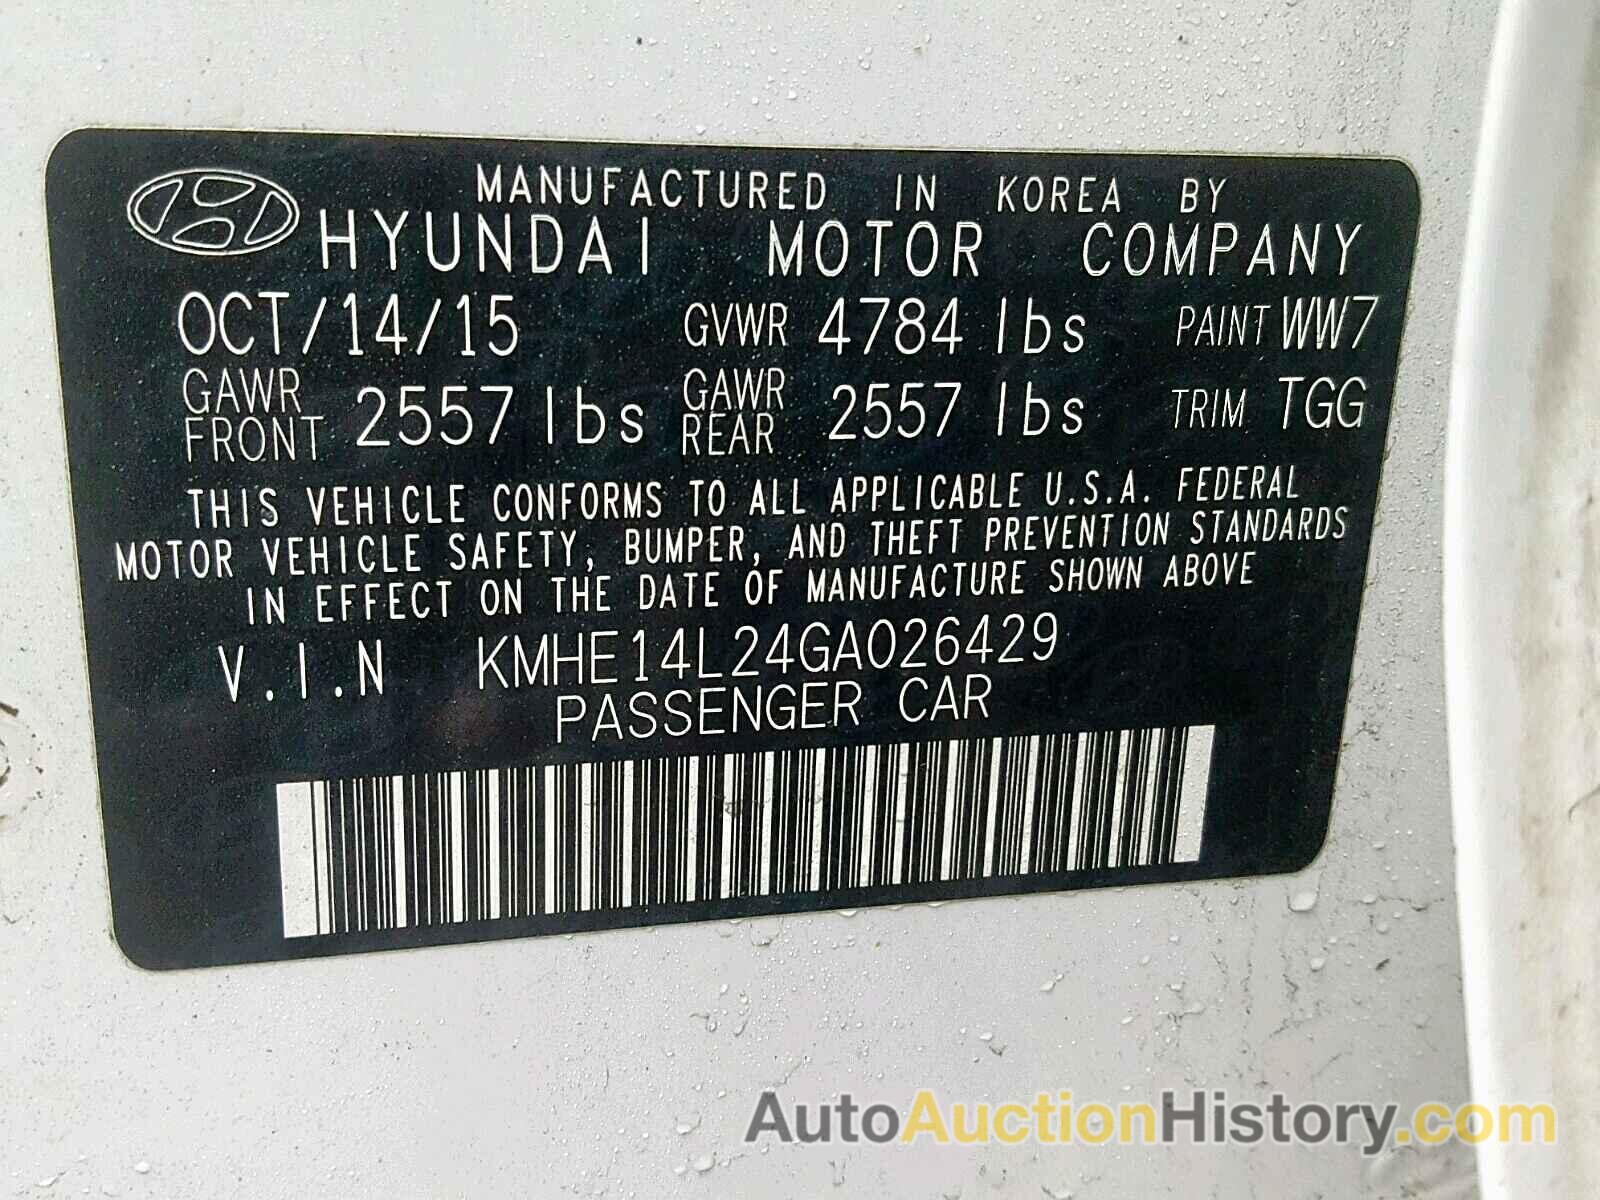 MANUFACTURED IN KOREA BY
HYUNDAI MOTOR COMPANY
OCT/14/15 GVWR 4784 lbs PAINT WW7
GAWR FRONT 2557 lbs GAWR REAR 2557 lbs TRIM TGG
THIS VEHICLE CONFORMS TO ALL APPLICABLE U.S.A. FEDERAL
MOTOR VEHICLE SAFETY, BUMPER, AND THEFT PREVENTION STANDARDS
IN EFFECT ON THE DATE OF MANUFACTURE SHOWN ABOVE
V.I.N KMHE14L24GA026429
PASSENGER CAR
AutoAuctionHistory.com